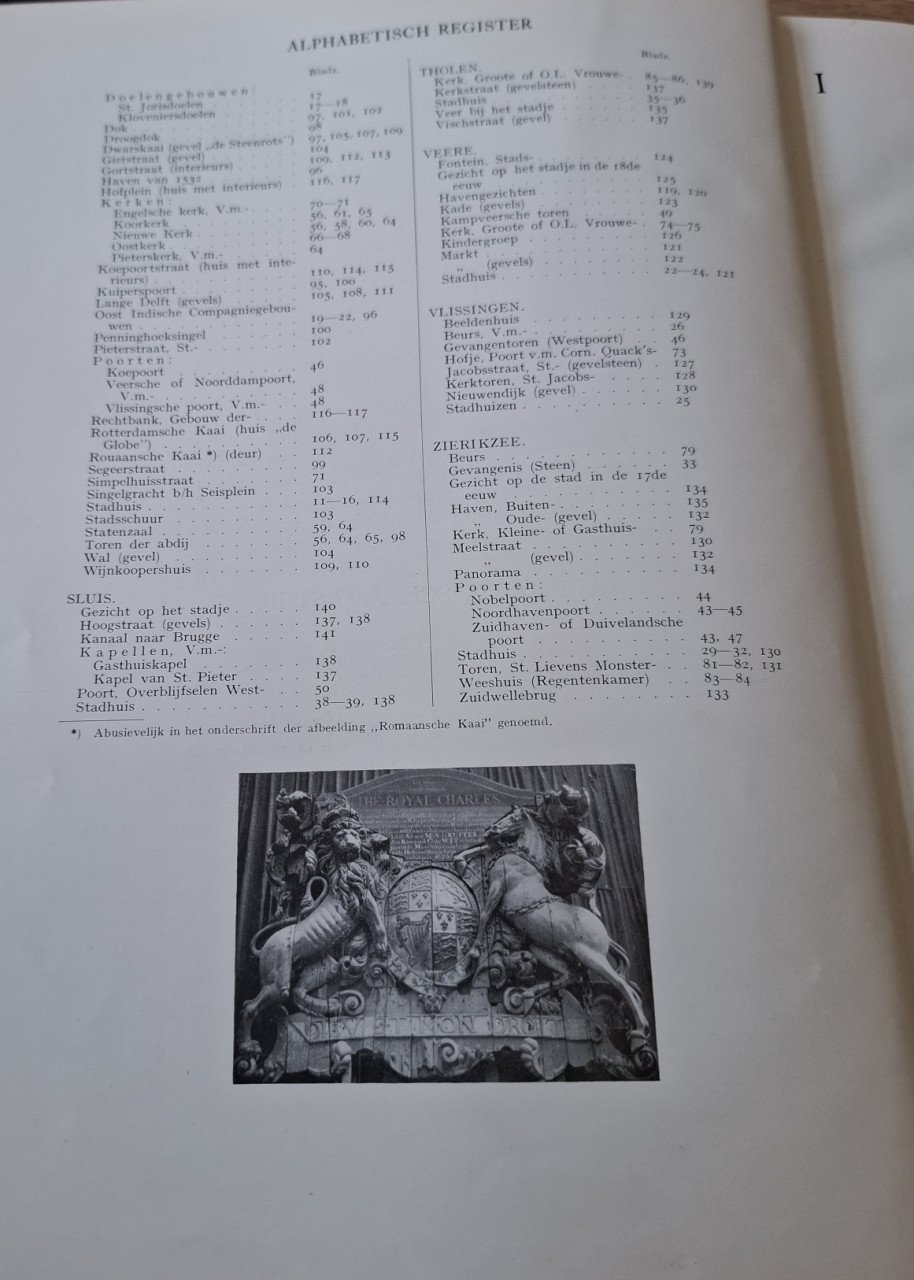 ALPHABETISCH REGISTER
Bladz.
Doelengebouwen:
St. Jorisdoelen . . . . . . . 17
Kloveniersdoelen . . . . . . 17—18
Dok . . . . . . . . . 97, 101, 102
Droogdok . . . . . . . . 98
Dwarskaai (gevel „de Steenrots") 97, 105, 107, 109
Giststraat (gevel) . . . . . . 104
Gortstraat (interieurs) . . . . 109, 112, 113
Haven van 1532 . . . . . . 96
Hofplein (huis met interieurs) . 116, 117
Kerken:
Engelsche kerk, V.m.- . . . . 70—71
Koorkerk . . . . . . . 56, 61, 65
Nieuwe Kerk . . . . . . 56, 58, 60, 64
Oostkerk . . . . . . . 66—68
Pieterskerk, V.m.- . . . . . 64
Koepoortstraat (huis met inte-
rieurs) . . . . . . . . 110, 114, 115
Kuiperspoort . . . . . . . 95, 100
Lange Delft (gevels) . . . . . 105, 108, 111
Oost Indische Compagniegebou-
wen . . . . . . . . . 19—22, 96
Penninghoeksingel . . . . . 100
Pieterstraat, St.- . . . . . . 102
Poorten:
Koepoort . . . . . . . 46
Veersche of Noorddampoort,
V.m.- . . . . . . . . 48
Vlissingsche poort, V.m.- . . 48
Rechtbank, Gebouw der- . . . 116—117
Rotterdamsche Kaai (huis „de
Globe") . . . . . . . . 106, 107, 115
Rouaansche Kaai *) (deur) . . 112
Segeerstraat . . . . . . . 99
Simpelhuisstraat . . . . . . 71
Singelgracht b/h Seisplein . . . 103
Stadhuis . . . . . . . . 11—16, 114
Stadsschuur . . . . . . . 103
Statenzaal . . . . . . . . 59, 64
Toren der abdij . . . . . . 56, 64, 65, 98
Wal (gevel) . . . . . . . 104
Wijnkoopershuis . . . . . . 109, 110
SLUIS.
Gezicht op het stadje . . . . . 140
Hoogstraat (gevels) . . . . . 137, 138
Kanaal naar Brugge . . . . . 141
Kapellen, V.m.-:
Gasthuiskapel . . . . . . 138
Kapel van St. Pieter . . . . 137
Poort, Overblijfselen West- . . 50
Stadhuis . . . . . . . . . 38—39, 138
Bladz.
THOLEN.
Kerk, Groote of O.L. Vrouwe- . 85—86, 139
Kerkstraat (gevelsteen) . . . . 137
Stadhuis . . . . . . . . 35—36
Veer bij het stadje . . . . . 135
Vischstraat (gevel) . . . . . 137
VEERE.
Fontein, Stads- . . . . . . 124
Gezicht op het stadje in de 18de
eeuw . . . . . . . . . 125
Havengezichten . . . . . . 119, 120
Kade (gevels) . . . . . . . 123
Kampveersche toren . . . . . 49
Kerk, Groote of O.L. Vrouwe- . 74—75
Kindergroep . . . . . . . 126
Markt . . . . . . . . . 121
„ (gevels) . . . . . . . 122
Stadhuis . . . . . . . . 22—24, 121
VLISSINGEN.
Beeldenhuis . . . . . . . 129
Beurs, V.m.- . . . . . . . 26
Gevangentoren (Westpoort) . . 46
Hofje, Poort v.m. Corn. Quack's- 73
Jacobsstraat, St.- (gevelsteen) . 127
Kerktoren, St. Jacobs- . . . . 128
Nieuwendijk (gevel) . . . . . 130
Stadhuizen . . . . . . . . 25
ZIERIKZEE.
Beurs . . . . . . . . . 79
Gevangenis (Steen) . . . . . 33
Gezicht op de stad in de 17de
eeuw . . . . . . . . . 134
Haven, Buiten- . . . . . . 135
„ Oude- (gevel) . . . . 132
Kerk, Kleine- of Gasthuis- . . 79
Meelstraat . . . . . . . . 130
„ (gevel) . . . . . . 132
Panorama . . . . . . . . 134
Poorten:
Nobelpoort . . . . . . . 44
Noordhavenpoort . . . . . 43—45
Zuidhaven- of Duivelandsche
poort . . . . . . . . 43, 47
Stadhuis . . . . . . . . 29—32, 130
Toren, St. Lievens Monster- . . 81—82, 131
Weeshuis (Regentenkamer) . . 83—84
Zuidwellebrug . . . . . . . 133
*) Abusievelijk in het onderschrift der afbeelding „Romaansche Kaai" genoemd.
THE ROYAL CHARLES
DIEV ET MON DROIT
I